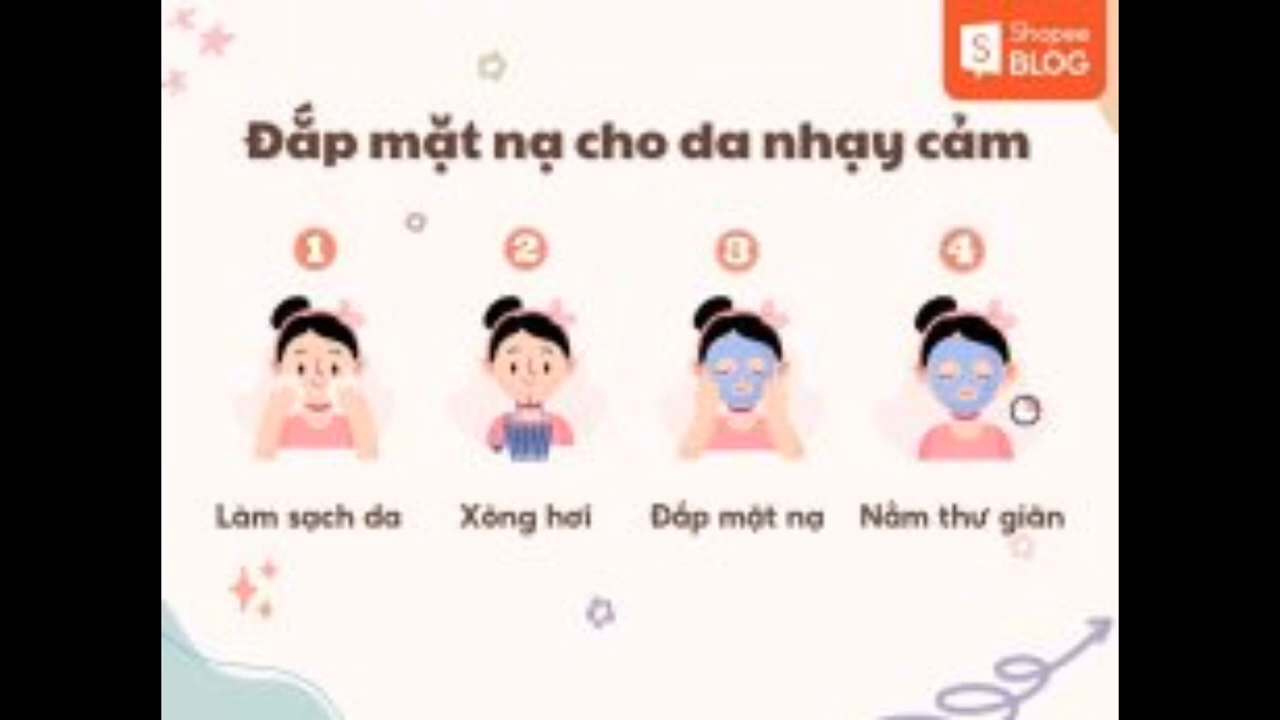 S Shopee
BLOG
Đắp mặt nạ cho da nhạy cảm
1 2 3 4
Làm sạch da Xông hơi Đắp mặt nạ Nằm thư giãn